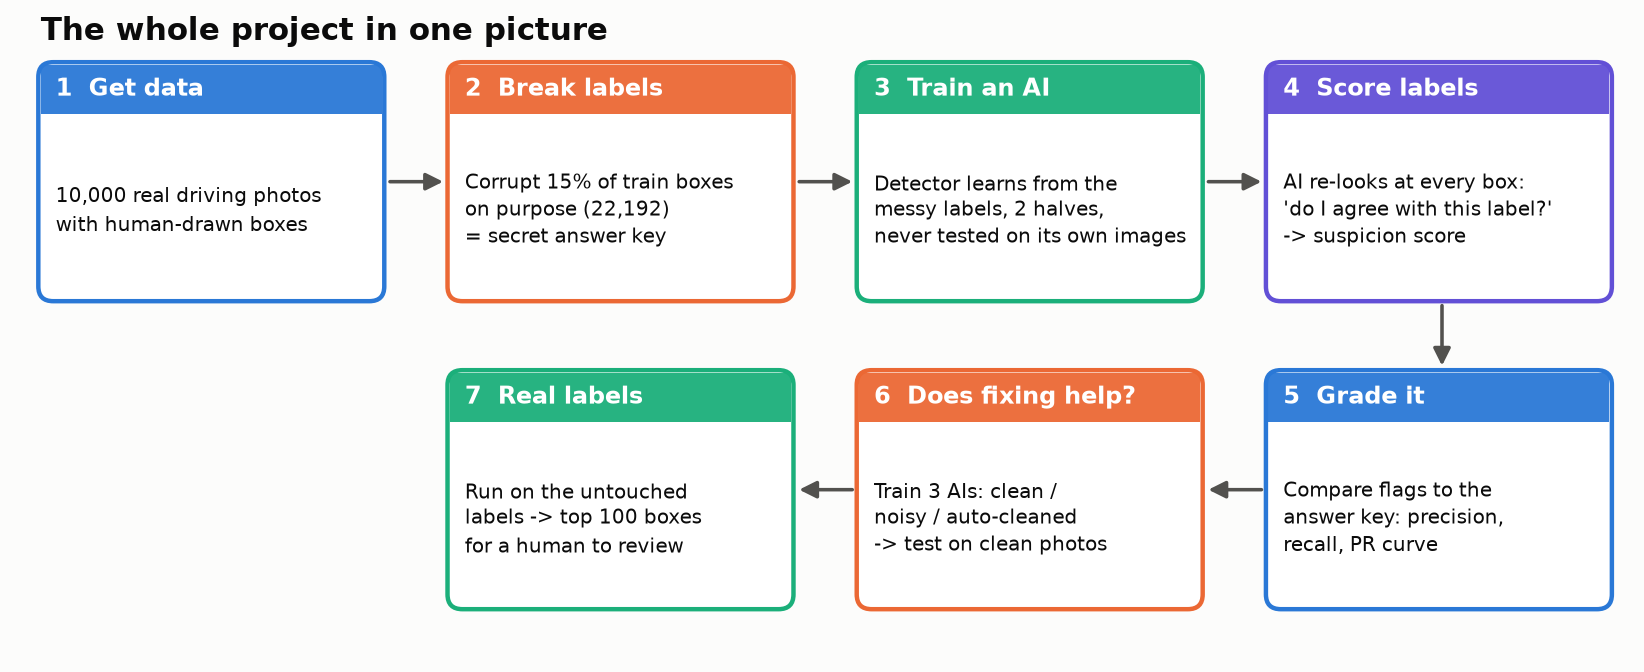 The whole project in one picture
1 Get data
10,000 real driving photos
with human-drawn boxes
2 Break labels
Corrupt 15% of train boxes
on purpose (22,192)
= secret answer key
3 Train an AI
Detector learns from the
messy labels, 2 halves,
never tested on its own images
4 Score labels
AI re-looks at every box:
'do I agree with this label?'
-> suspicion score
5 Grade it
Compare flags to the
answer key: precision,
recall, PR curve
6 Does fixing help?
Train 3 AIs: clean /
noisy / auto-cleaned
-> test on clean photos
7 Real labels
Run on the untouched
labels -> top 100 boxes
for a human to review